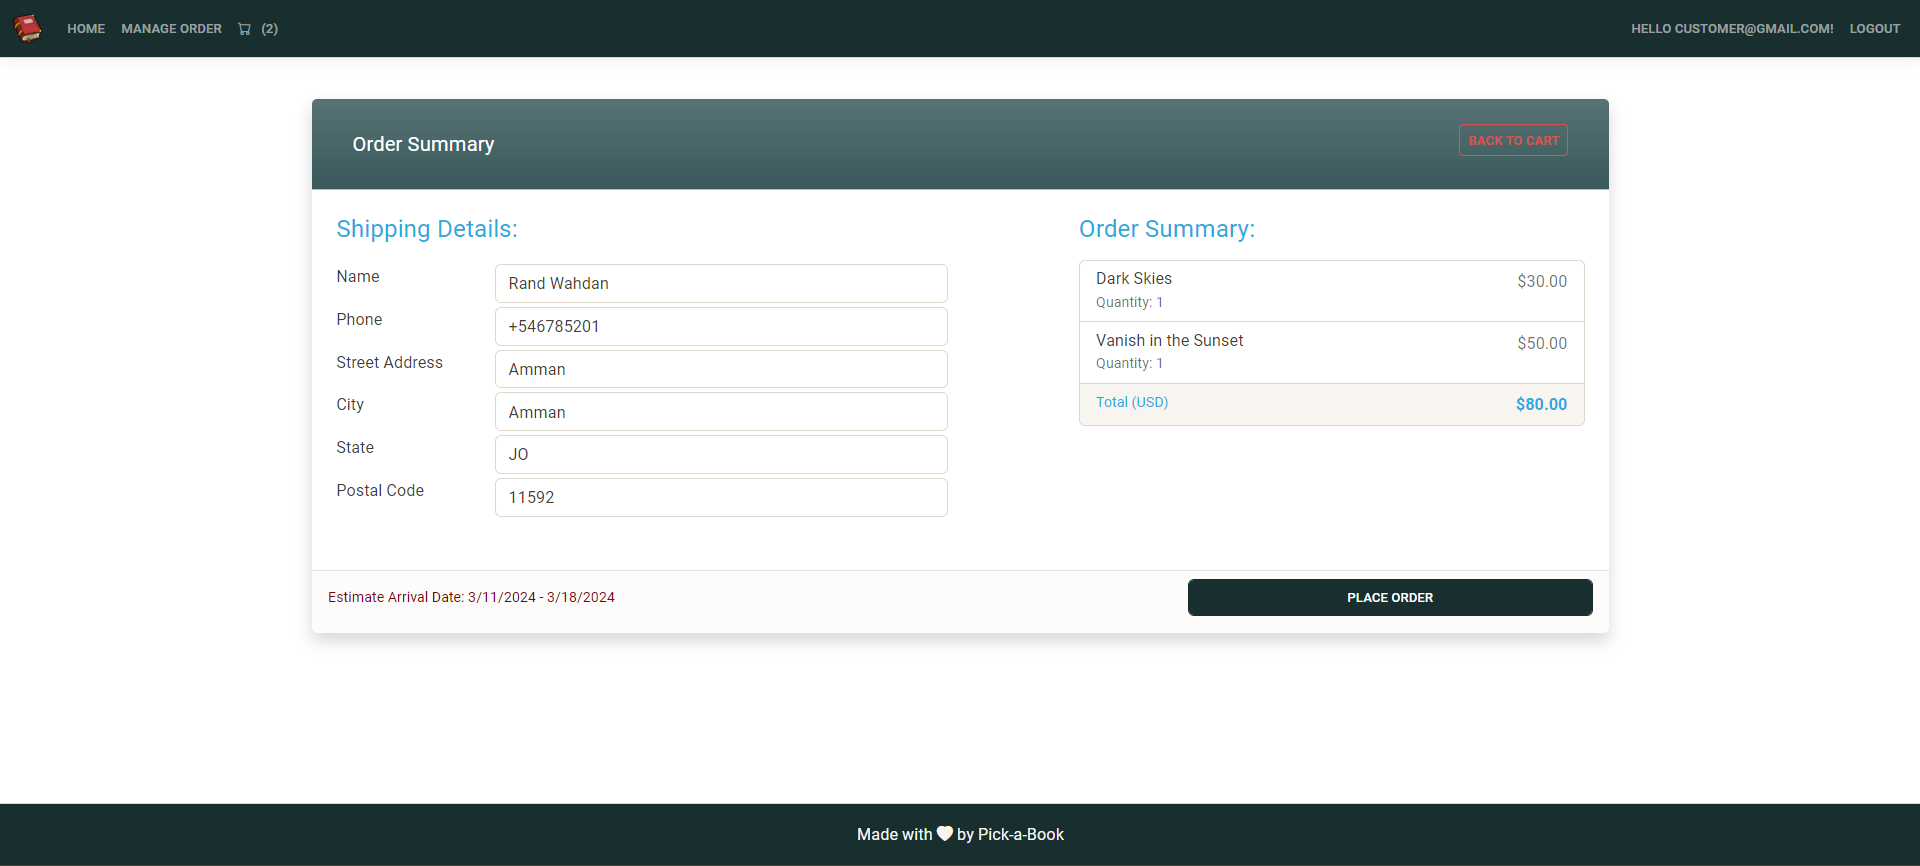 HOME MANAGE ORDER (2) HELLO CUSTOMER@GMAIL.COM! LOGOUT
Order Summary
BACK TO CART
Shipping Details:
Name Rand Wahdan
Phone +546785201
Street Address Amman
City Amman
State JO
Postal Code 11592
Order Summary:
Dark Skies $30.00
Quantity: 1
Vanish in the Sunset $50.00
Quantity: 1
Total (USD) $80.00
Estimate Arrival Date: 3/11/2024 - 3/18/2024
PLACE ORDER
Made with by Pick-a-Book